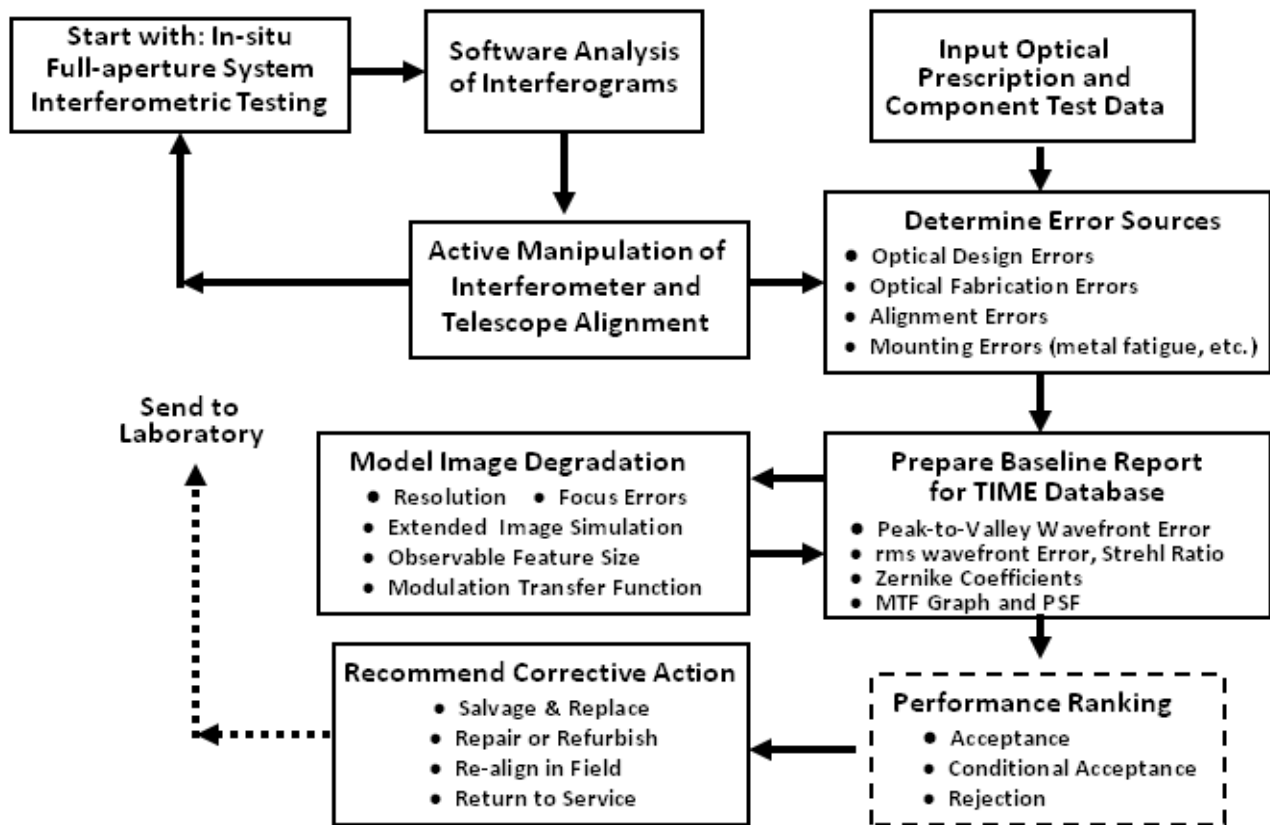 Start with: In-situ
Full-aperture System
Interferometric Testing
Software Analysis
of Interferograms
Input Optical
Prescription and
Component Test Data
Active Manipulation of
Interferometer and
Telescope Alignment
Determine Error Sources
● Optical Design Errors
● Optical Fabrication Errors
● Alignment Errors
● Mounting Errors (metal fatigue, etc.)
Send to
Laboratory
Model Image Degradation
● Resolution ● Focus Errors
● Extended Image Simulation
● Observable Feature Size
● Modulation Transfer Function
Prepare Baseline Report
for TIME Database
● Peak-to-Valley Wavefront Error
● rms wavefront Error, Strehl Ratio
● Zernike Coefficients
● MTF Graph and PSF
Recommend Corrective Action
● Salvage & Replace
● Repair or Refurbish
● Re-align in Field
● Return to Service
Performance Ranking
● Acceptance
● Conditional Acceptance
● Rejection